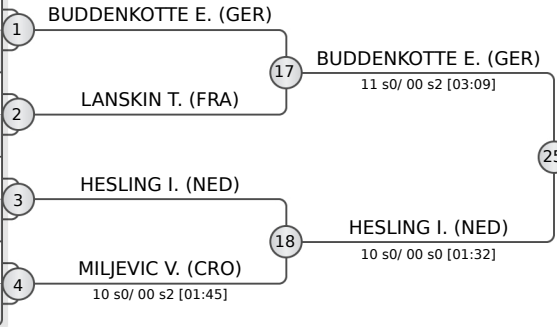 BUDDENKOTTE E. (GER)
1
17
BUDDENKOTTE E. (GER)
11 s0/ 00 s2 [03:09]
LANSKIN T. (FRA)
2
25
HESLING I. (NED)
3
18
HESLING I. (NED)
10 s0/ 00 s0 [01:32]
MILJEVIC V. (CRO)
4
10 s0/ 00 s2 [01:45]